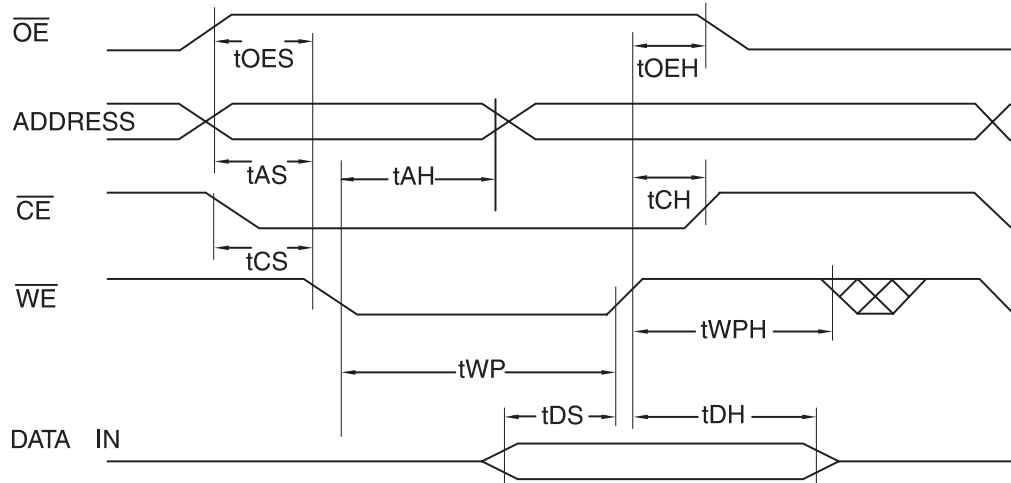 OE
tOES
tOEH
ADDRESS
tAS
tAH
tCH
CE
tCS
WE
tWPH
tWP
tDS
tDH
DATA IN